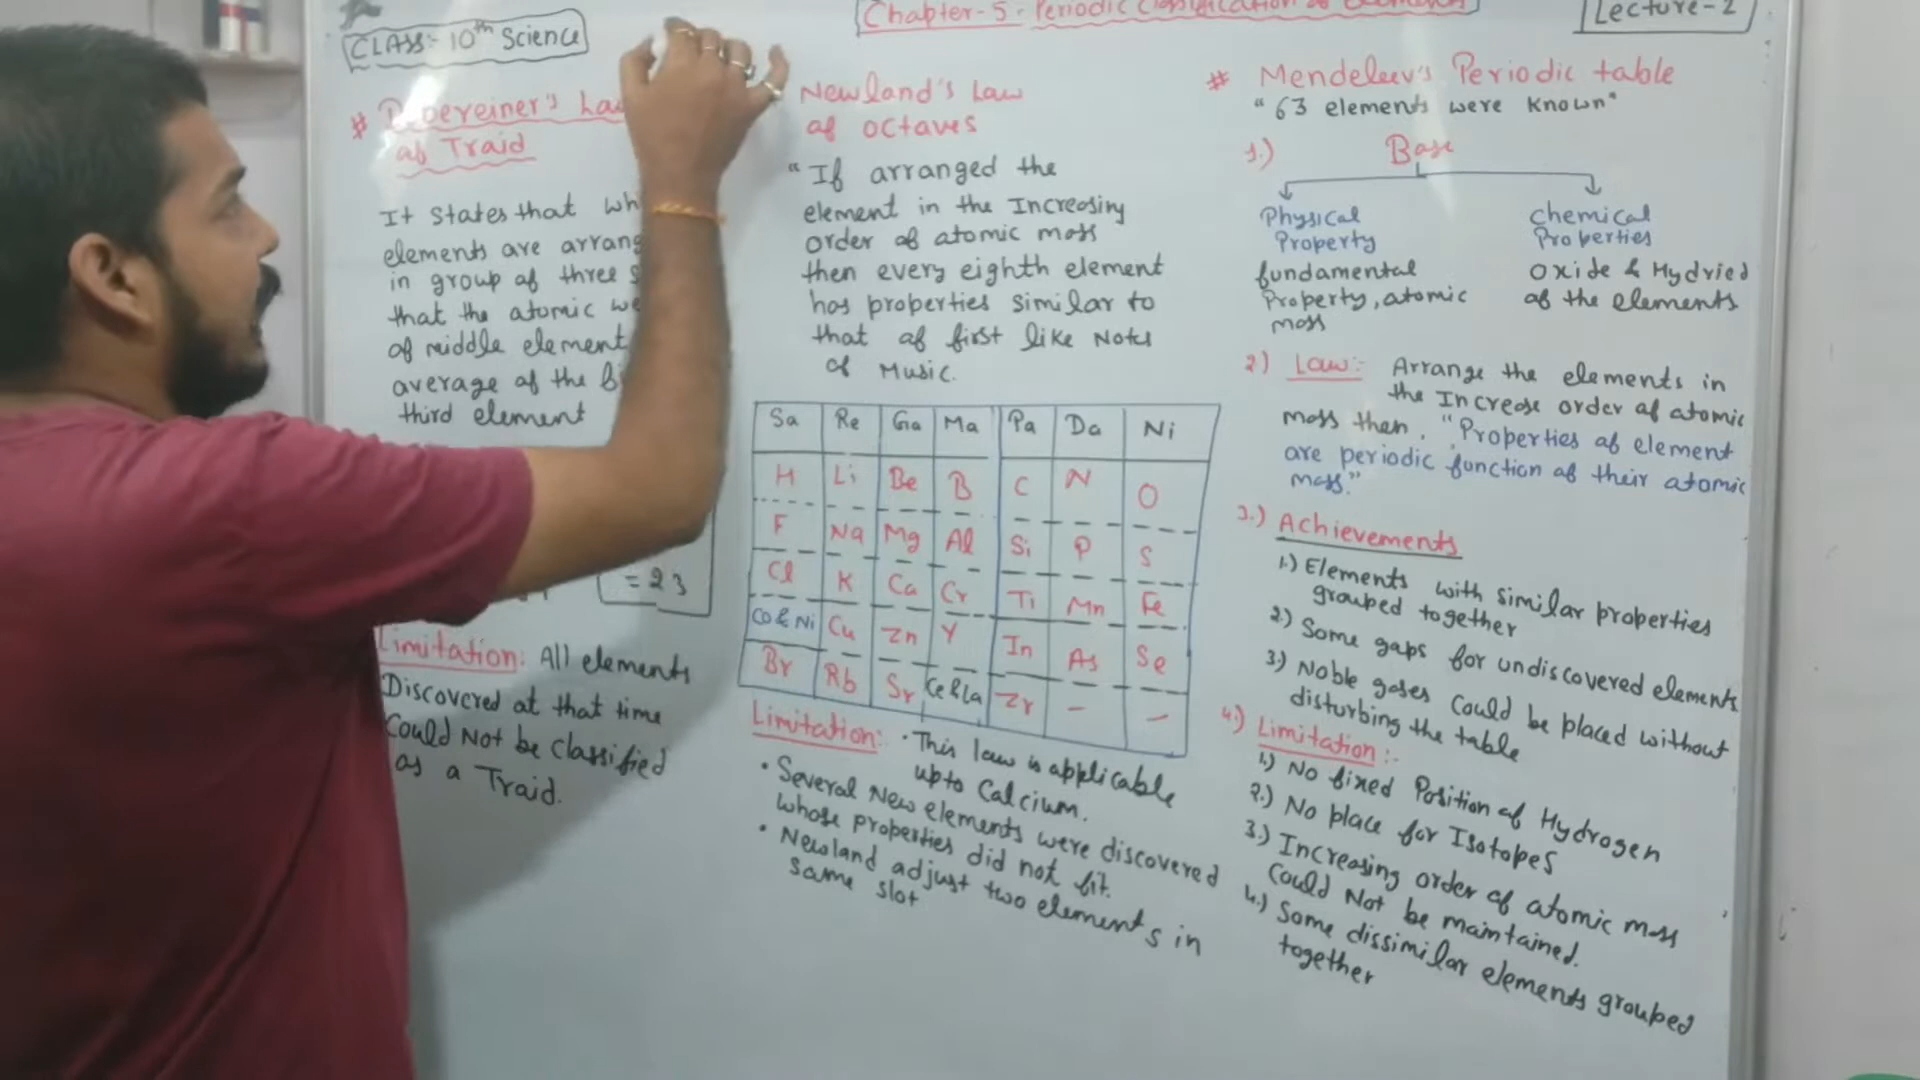 CLASS:- 10th Science
Chapter-5. Periodic Classification of Elements
Lecture-2
# Dobereiner's
of Traid
It states that
elements are
in group of three
that the atomic
of middle element
average of the
third element
= 23
Limitation: All elements
Discovered at that time
Could Not be Classified
as a Traid.
Newland's Law
of octaves
"If arranged the
element in the Increasing
order of atomic mass
then every eighth element
has properties similar to
that of first like Notes
of Music.
Sa Re Ga Ma Pa Da Ni
H Li Be B C N O
F Na Mg Al Si P S
Cl K Ca Cr Ti Mn Fe
Co & Ni Cu Zn Y In As Se
Br Rb Sr Ce & La Zr - -
Limitation: • This law is applicable
upto Calcium.
• Several New elements were discovered
whose properties did not fit.
• Newland adjust two elements in
same slot
# Mendeleev's Periodic table
"63 elements were known"
1.) Base
Physical
Property
fundamental
Property, atomic
mass
Chemical
Properties
oxide & Hydried
of the elements
2) Law:- Arrange the elements in
the Increase order of atomic
mass then. "Properties of element
are periodic function of their atomic
mass."
3.) Achievements
1.) Elements with similar properties
grouped together
2.) Some gaps for undiscovered elements
3.) Noble gases Could be placed without
disturbing the table
4.) Limitation:-
1.) No fixed Position of Hydrogen
2.) No place for Isotopes
3.) Increasing order of atomic mass
Could Not be maintained.
4.) Some dissimilar elements grouped
together